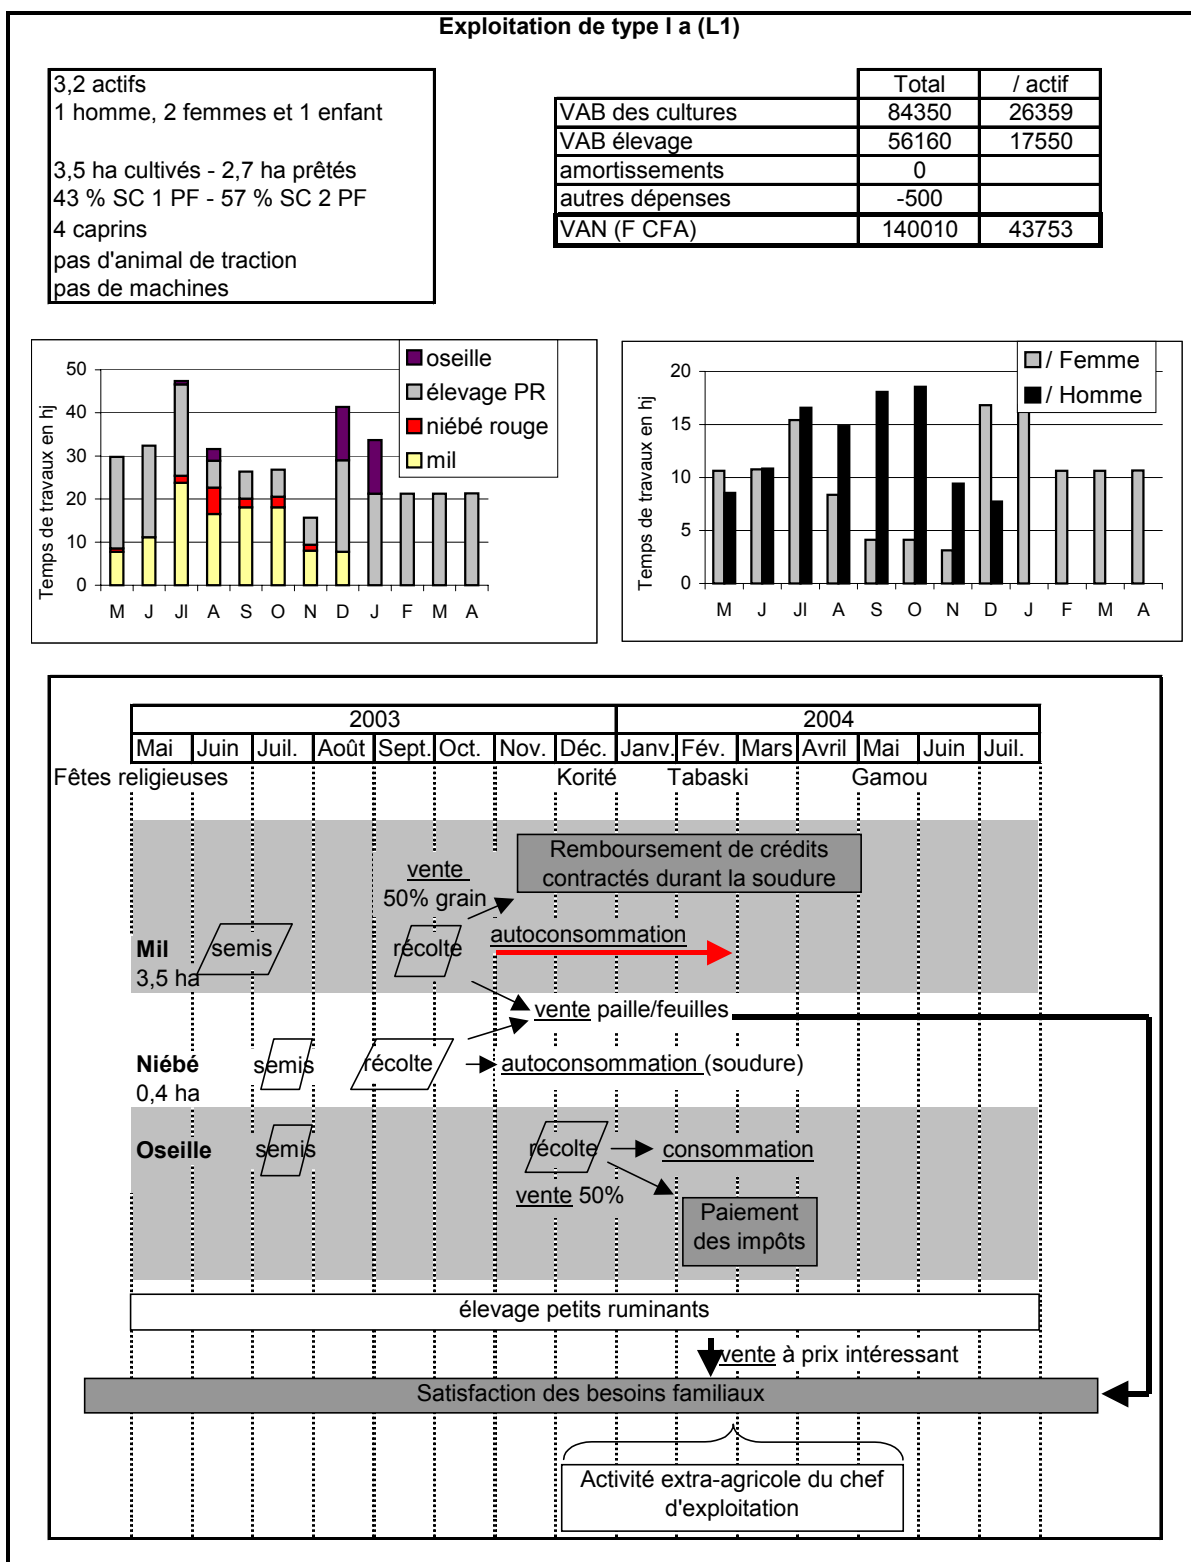 Exploitation de type I a (L1)
3,2 actifs
1 homme, 2 femmes et 1 enfant
3,5 ha cultivés - 2,7 ha prêtés
43 % SC 1 PF - 57 % SC 2 PF
4 caprins
pas d'animal de traction
pas de machines
Total / actif
VAB des cultures 84350 26359
VAB élevage 56160 17550
amortissements 0
autres dépenses -500
VAN (F CFA) 140010 43753
Temps de travaux en hj
50
40
30
20
10
0
M J Jl A S O N D J F M A
oseille
élevage PR
niébé rouge
mil
Temps de travaux en hj
20
15
10
5
0
M J Jl A S O N D J F M A
/ Femme
/ Homme
2003 2004
Mai Juin Juil. Août Sept. Oct. Nov. Déc. Janv. Fév. Mars Avril Mai Juin Juil.
Fêtes religieuses Korité Tabaski Gamou
Remboursement de crédits
contractés durant la soudure
vente
50% grain
Mil
3,5 ha
semis
récolte
autoconsommation
vente paille/feuilles
Niébé
0,4 ha
semis
récolte
autoconsommation (soudure)
Oseille
semis
récolte
consommation
vente 50%
Paiement
des impôts
élevage petits ruminants
vente à prix intéressant
Satisfaction des besoins familiaux
Activité extra-agricole du chef
d'exploitation